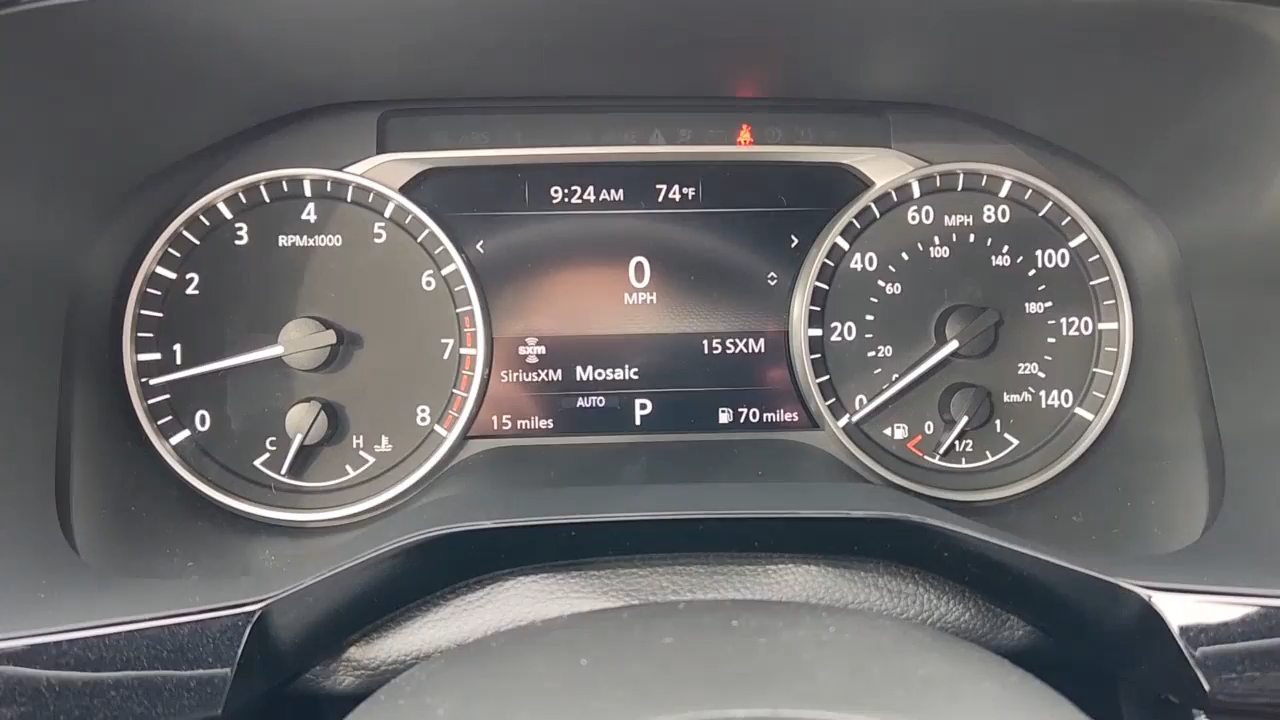 9:24 AM 74°F
0
MPH
sxm
SiriusXM
15 SXM
Mosaic
AUTO
15 miles
P
70 miles
0
1
2
3
4
5
6
7
8
RPMx1000
C
H
0
20
40
60
80
100
120
140
MPH
20
60
100
140
180
220
km/h
0
1/2
1